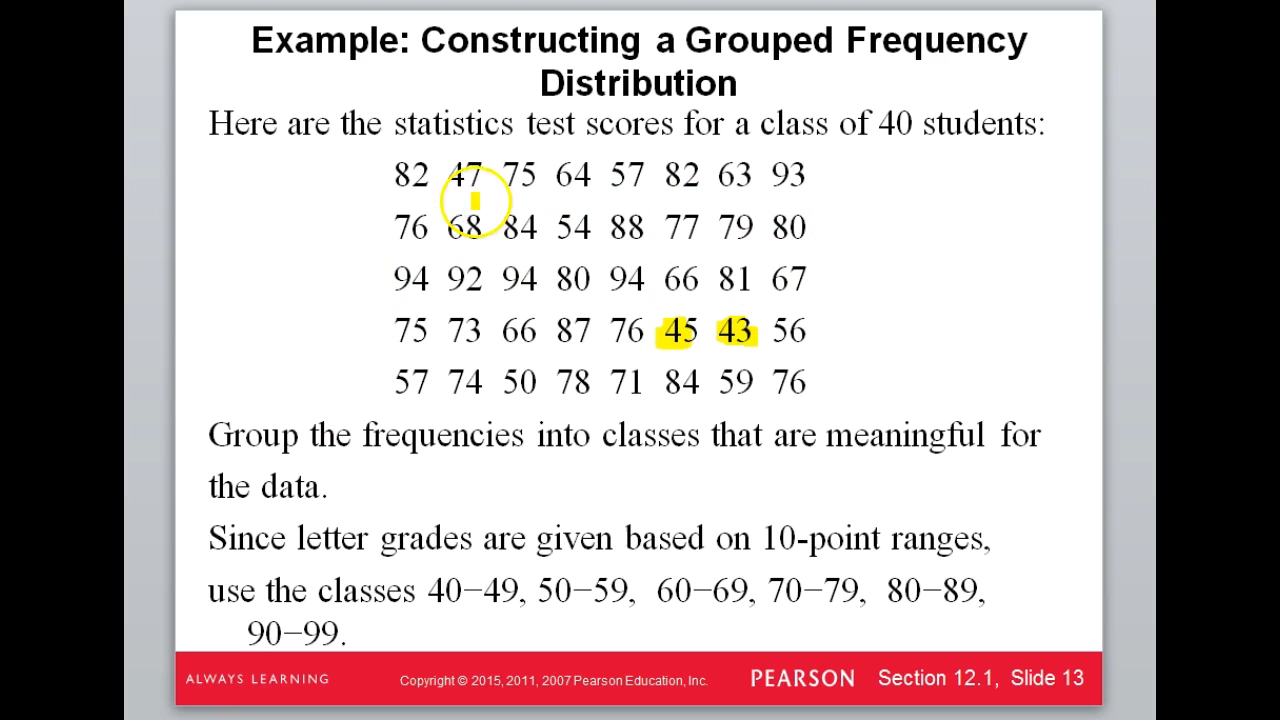 Example: Constructing a Grouped Frequency
Distribution
Here are the statistics test scores for a class of 40 students:
82 47 75 64 57 82 63 93
76 68 84 54 88 77 79 80
94 92 94 80 94 66 81 67
75 73 66 87 76 45 43 56
57 74 50 78 71 84 59 76
Group the frequencies into classes that are meaningful for
the data.
Since letter grades are given based on 10-point ranges,
use the classes 40−49, 50−59, 60−69, 70−79, 80−89,
90−99.
ALWAYS LEARNING Copyright © 2015, 2011, 2007 Pearson Education, Inc. PEARSON Section 12.1, Slide 13